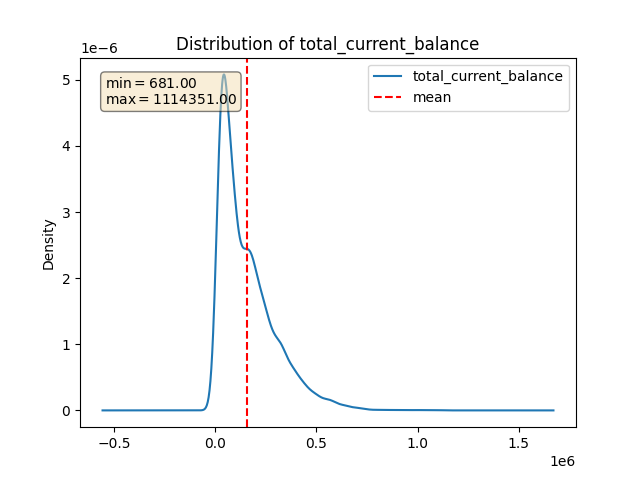 Distribution of total_current_balance
1e−6
min = 681.00
max = 1114351.00
total_current_balance
mean
5
4
3
2
1
0
Density
−0.5
0.0
0.5
1.0
1.5
1e6